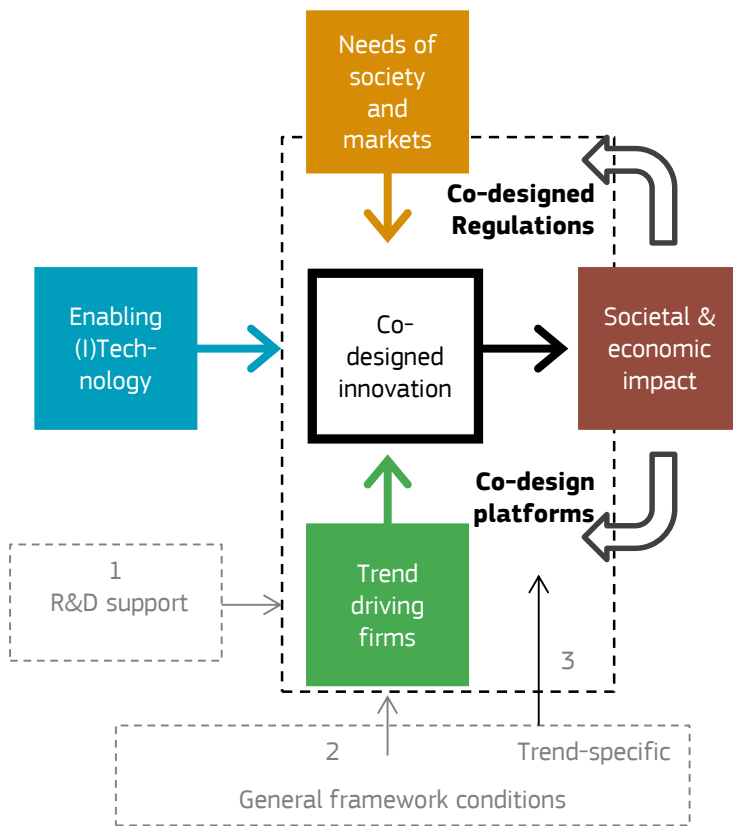 Needs of
society
and
markets
Co-designed
Regulations
Enabling
(I)Tech-
nology
Co-
designed
innovation
Societal &
economic
impact
Co-design
platforms
1
R&D support
Trend
driving
firms
3
2
Trend-specific
General framework conditions